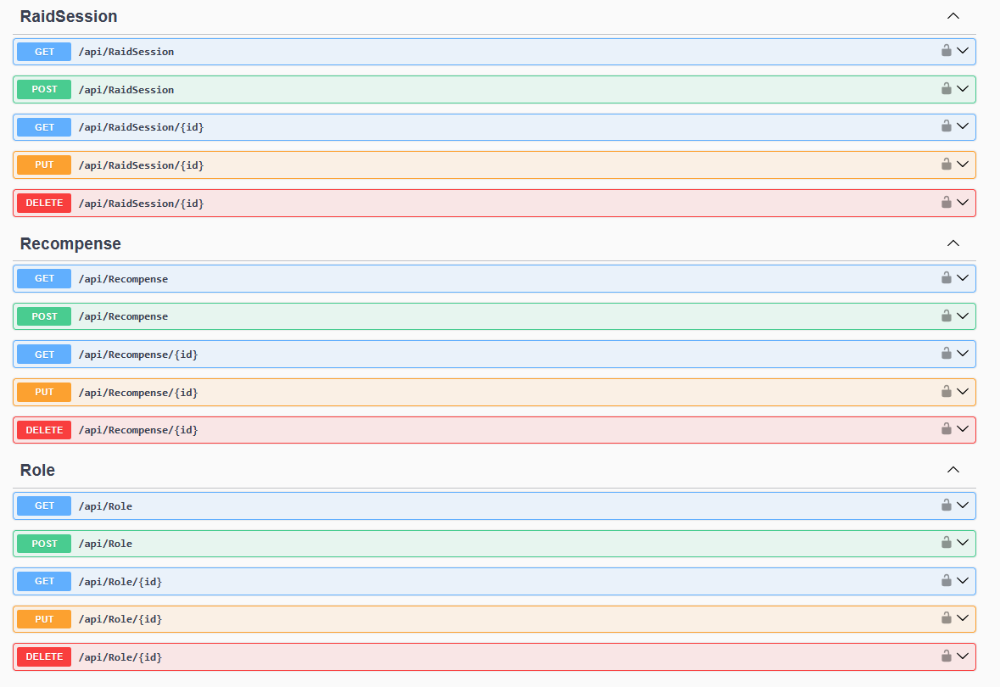 RaidSession
GET /api/RaidSession
POST /api/RaidSession
GET /api/RaidSession/{id}
PUT /api/RaidSession/{id}
DELETE /api/RaidSession/{id}
Recompense
GET /api/Recompense
POST /api/Recompense
GET /api/Recompense/{id}
PUT /api/Recompense/{id}
DELETE /api/Recompense/{id}
Role
GET /api/Role
POST /api/Role
GET /api/Role/{id}
PUT /api/Role/{id}
DELETE /api/Role/{id}